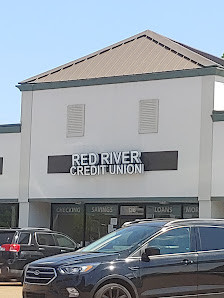 RED RIVER
CREDIT UNION
CHECKING SAVINGS LOANS